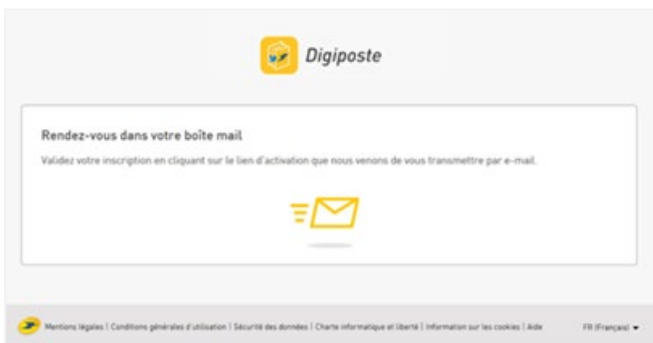 Digiposte
Rendez-vous dans votre boîte mail
Validez votre inscription en cliquant sur le lien d'activation que nous venons de vous transmettre par e-mail.
Mentions légales | Conditions générales d'utilisation | Sécurité des données | Charte informatique et liberté | Information sur les cookies | Aide FR (Français)